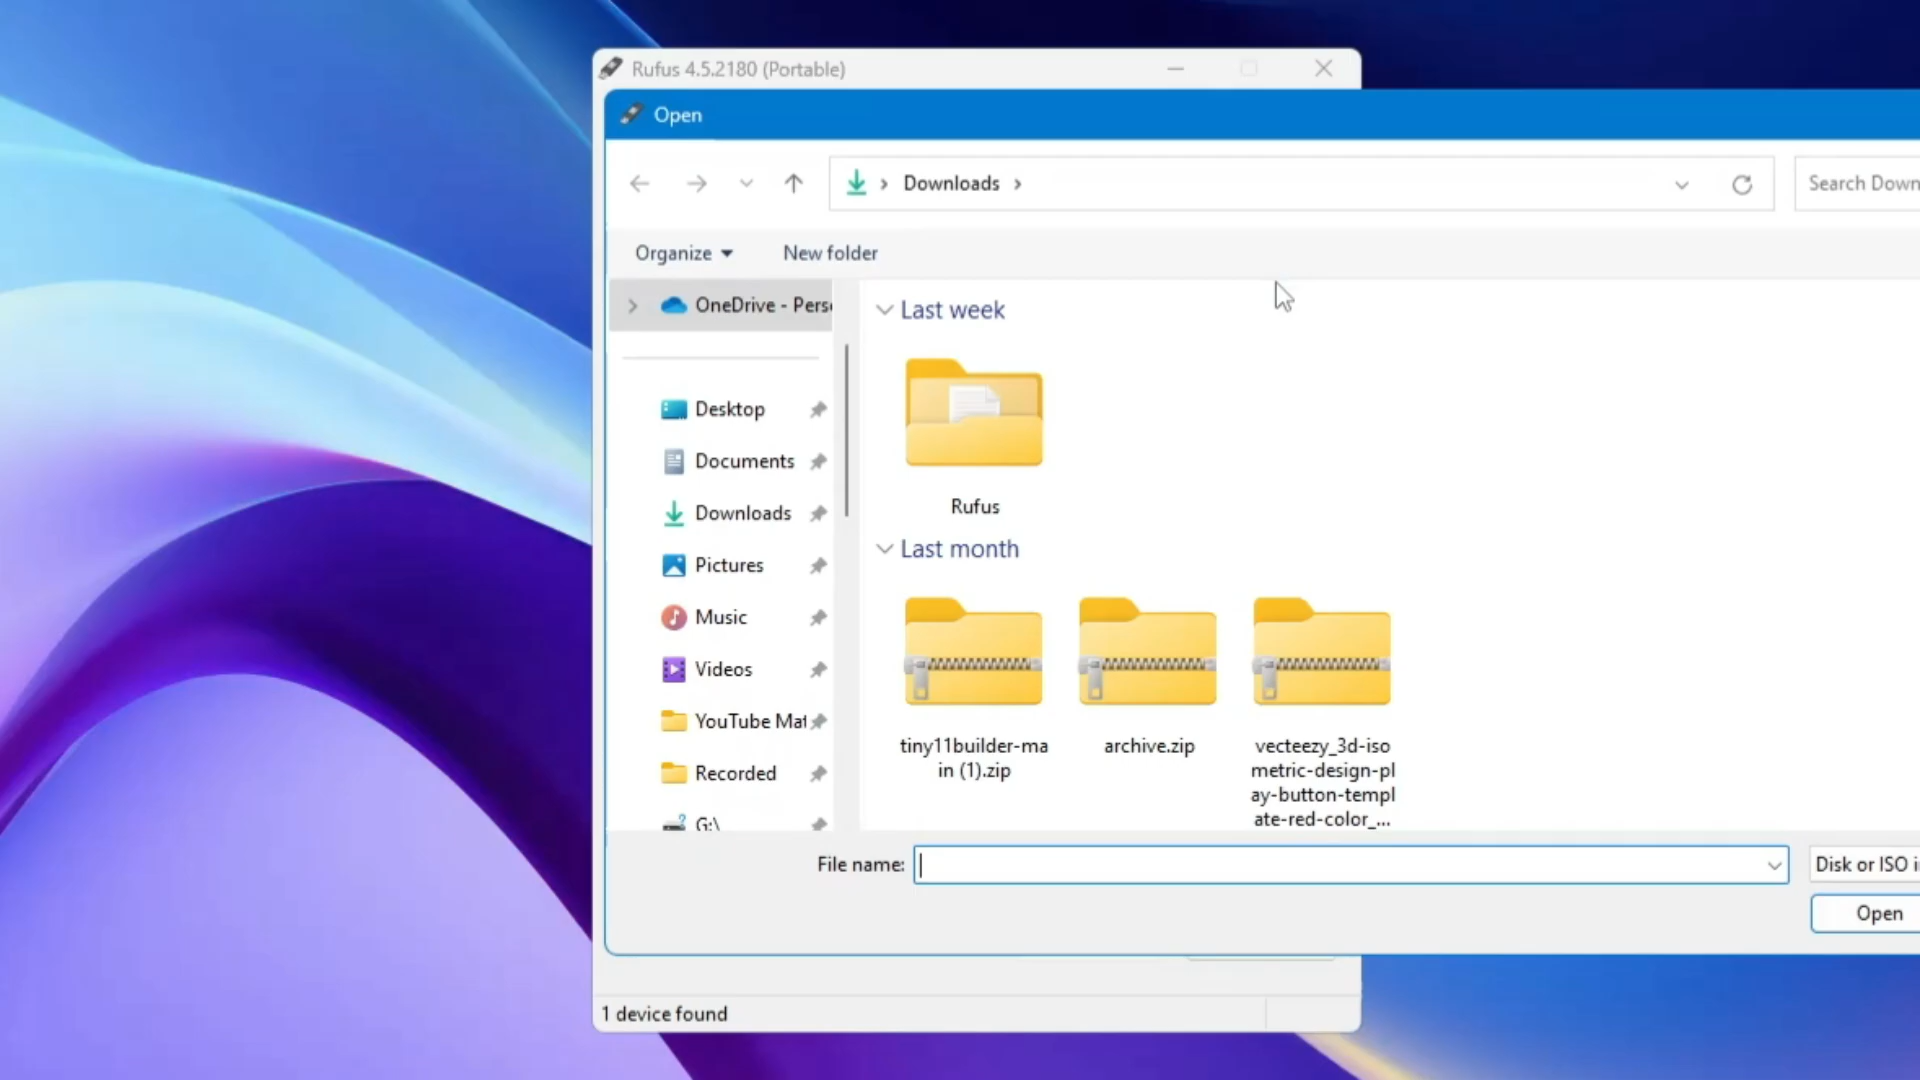 Rufus 4.5.2180 (Portable)
Open
Downloads
Search Down
Organize
New folder
OneDrive - Pers
Last week
Desktop
Documents
Downloads
Pictures
Music
Videos
YouTube Mat
Recorded
G:\
Rufus
Last month
tiny11builder-ma
in (1).zip
archive.zip
vecteezy_3d-iso
metric-design-pl
ay-button-templ
ate-red-color_...
File name:
Disk or ISO i
Open
1 device found